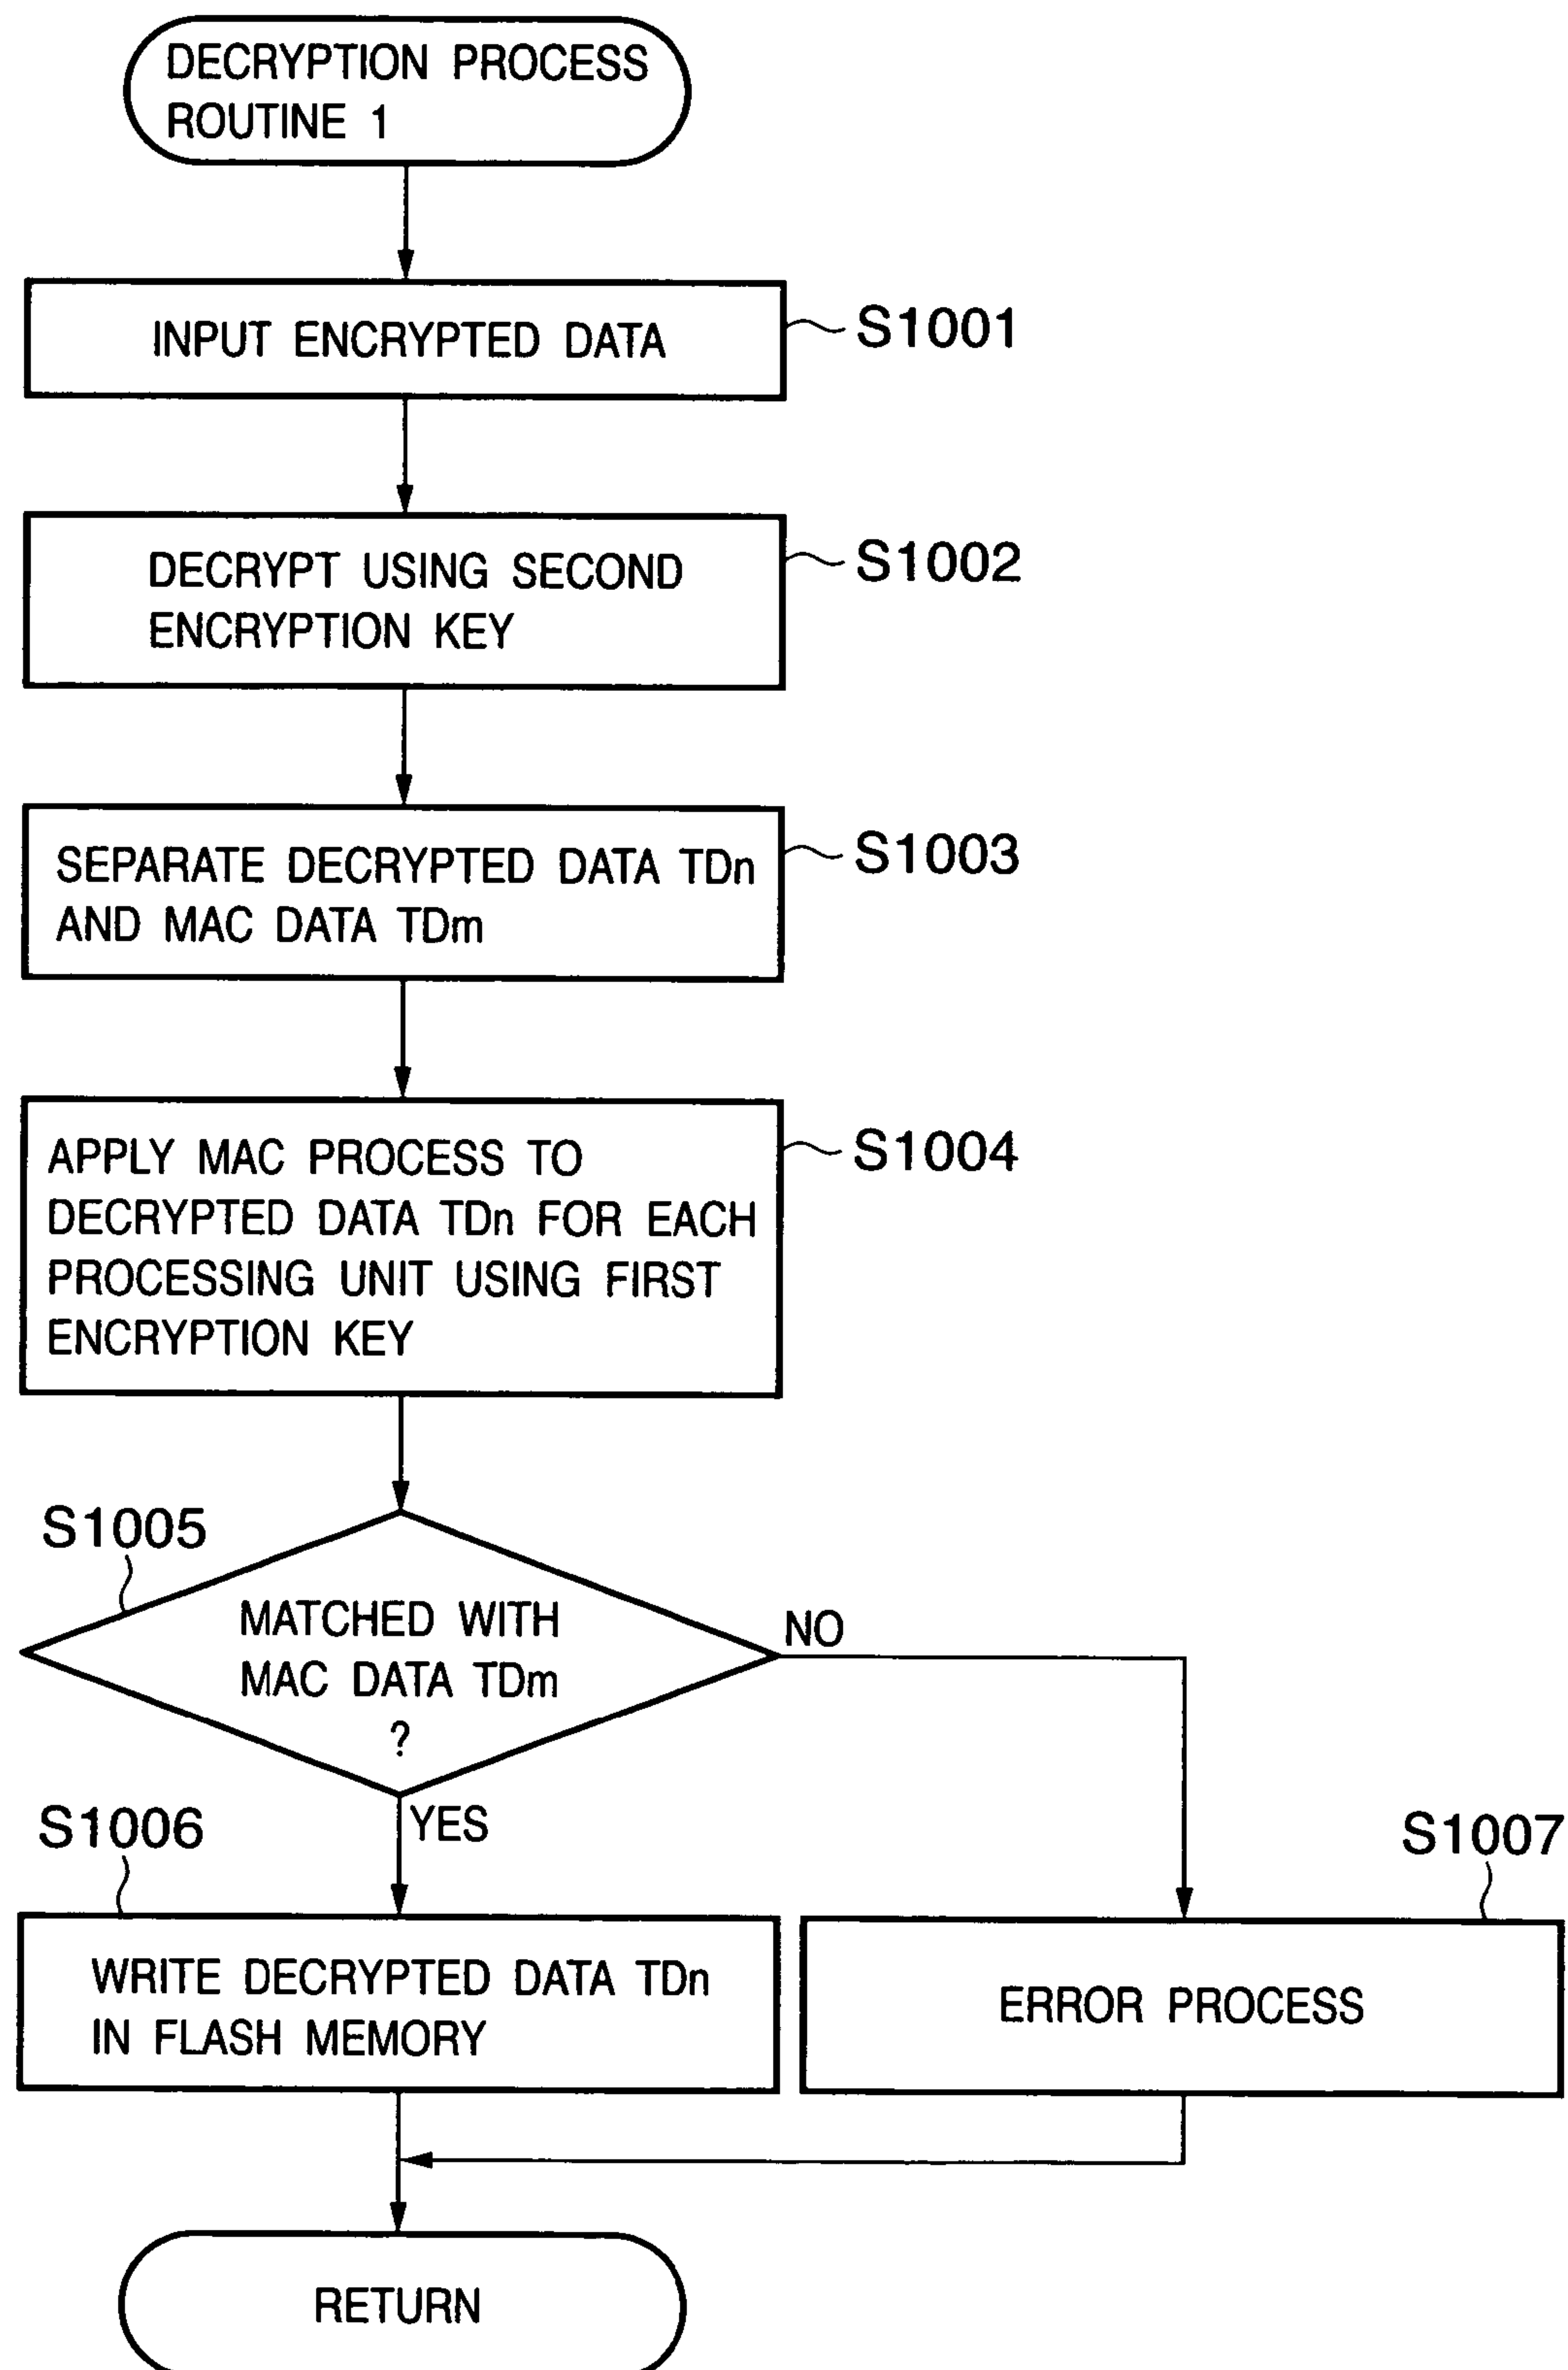 DECRYPTION PROCESS
ROUTINE 1
INPUT ENCRYPTED DATA
S1001
DECRYPT USING SECOND
ENCRYPTION KEY
S1002
SEPARATE DECRYPTED DATA TDn
AND MAC DATA TDm
S1003
APPLY MAC PROCESS TO
DECRYPTED DATA TDn FOR EACH
PROCESSING UNIT USING FIRST
ENCRYPTION KEY
S1004
S1005
MATCHED WITH
MAC DATA TDm
?
NO
YES
S1006
WRITE DECRYPTED DATA TDn
IN FLASH MEMORY
S1007
ERROR PROCESS
RETURN